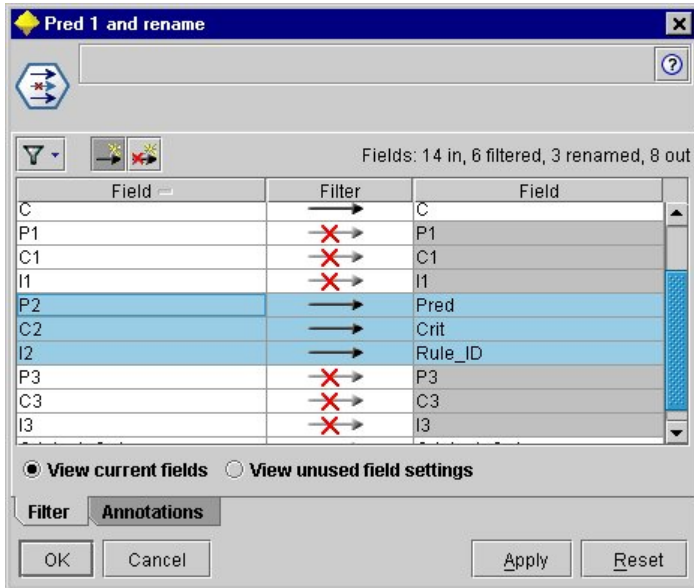 Pred 1 and rename
Fields: 14 in, 6 filtered, 3 renamed, 8 out
Field Filter Field
C C
P1 P1
C1 C1
I1 I1
P2 Pred
C2 Crit
I2 Rule_ID
P3 P3
C3 C3
I3 I3
View current fields View unused field settings
Filter Annotations
OK Cancel Apply Reset